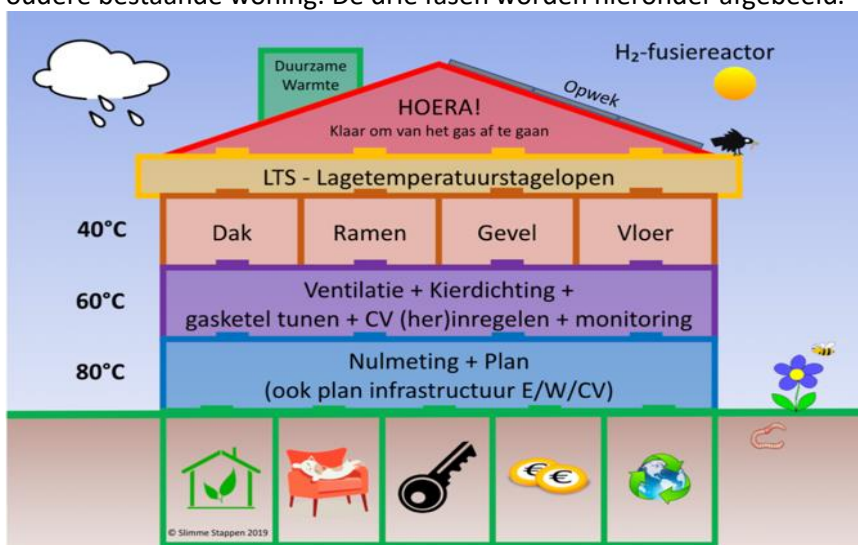 oudere bestaande woning. De drie fasen worden hieronder afgebeeld.
Duurzame
Warmte
H₂-fusiereactor
Opwek
HOERA!
Klaar om van het gas af te gaan
LTS - Lagetemperatuurstagelopen
40°C
Dak
Ramen
Gevel
Vloer
60°C
Ventilatie + Kierdichting +
gasketel tunen + CV (her)inregelen + monitoring
80°C
Nulmeting + Plan
(ook plan infrastructuur E/W/CV)
€
€
© Slimme Stappen 2019